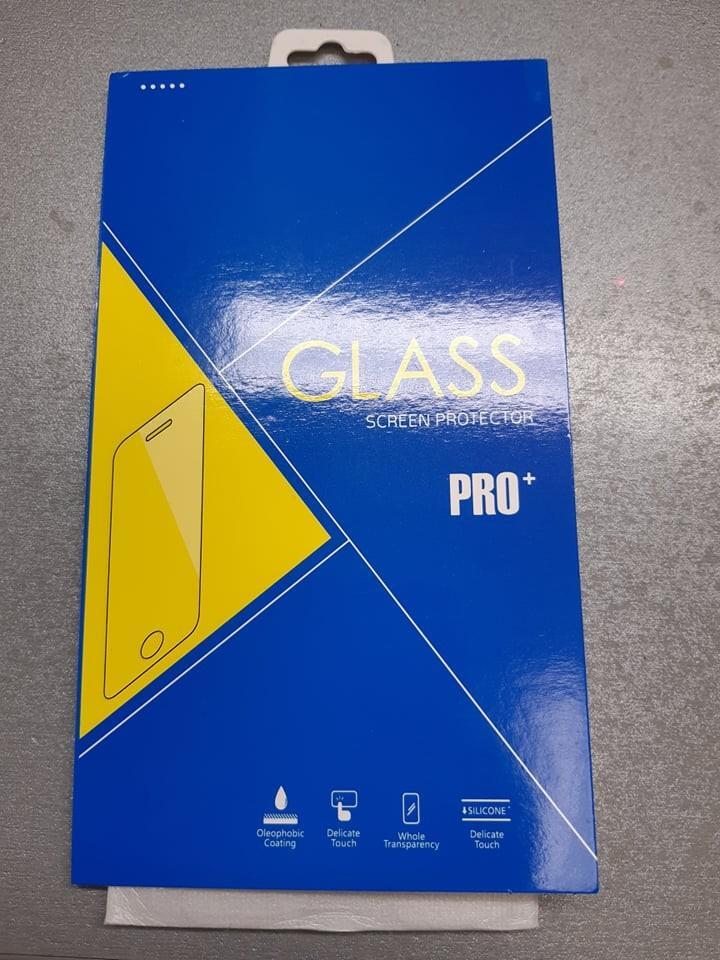 GLASS
SCREEN PROTECTOR
PRO+
Oleophobic
Coating
Delicate
Touch
Whole
Transparency
SILICONE
Delicate
Touch